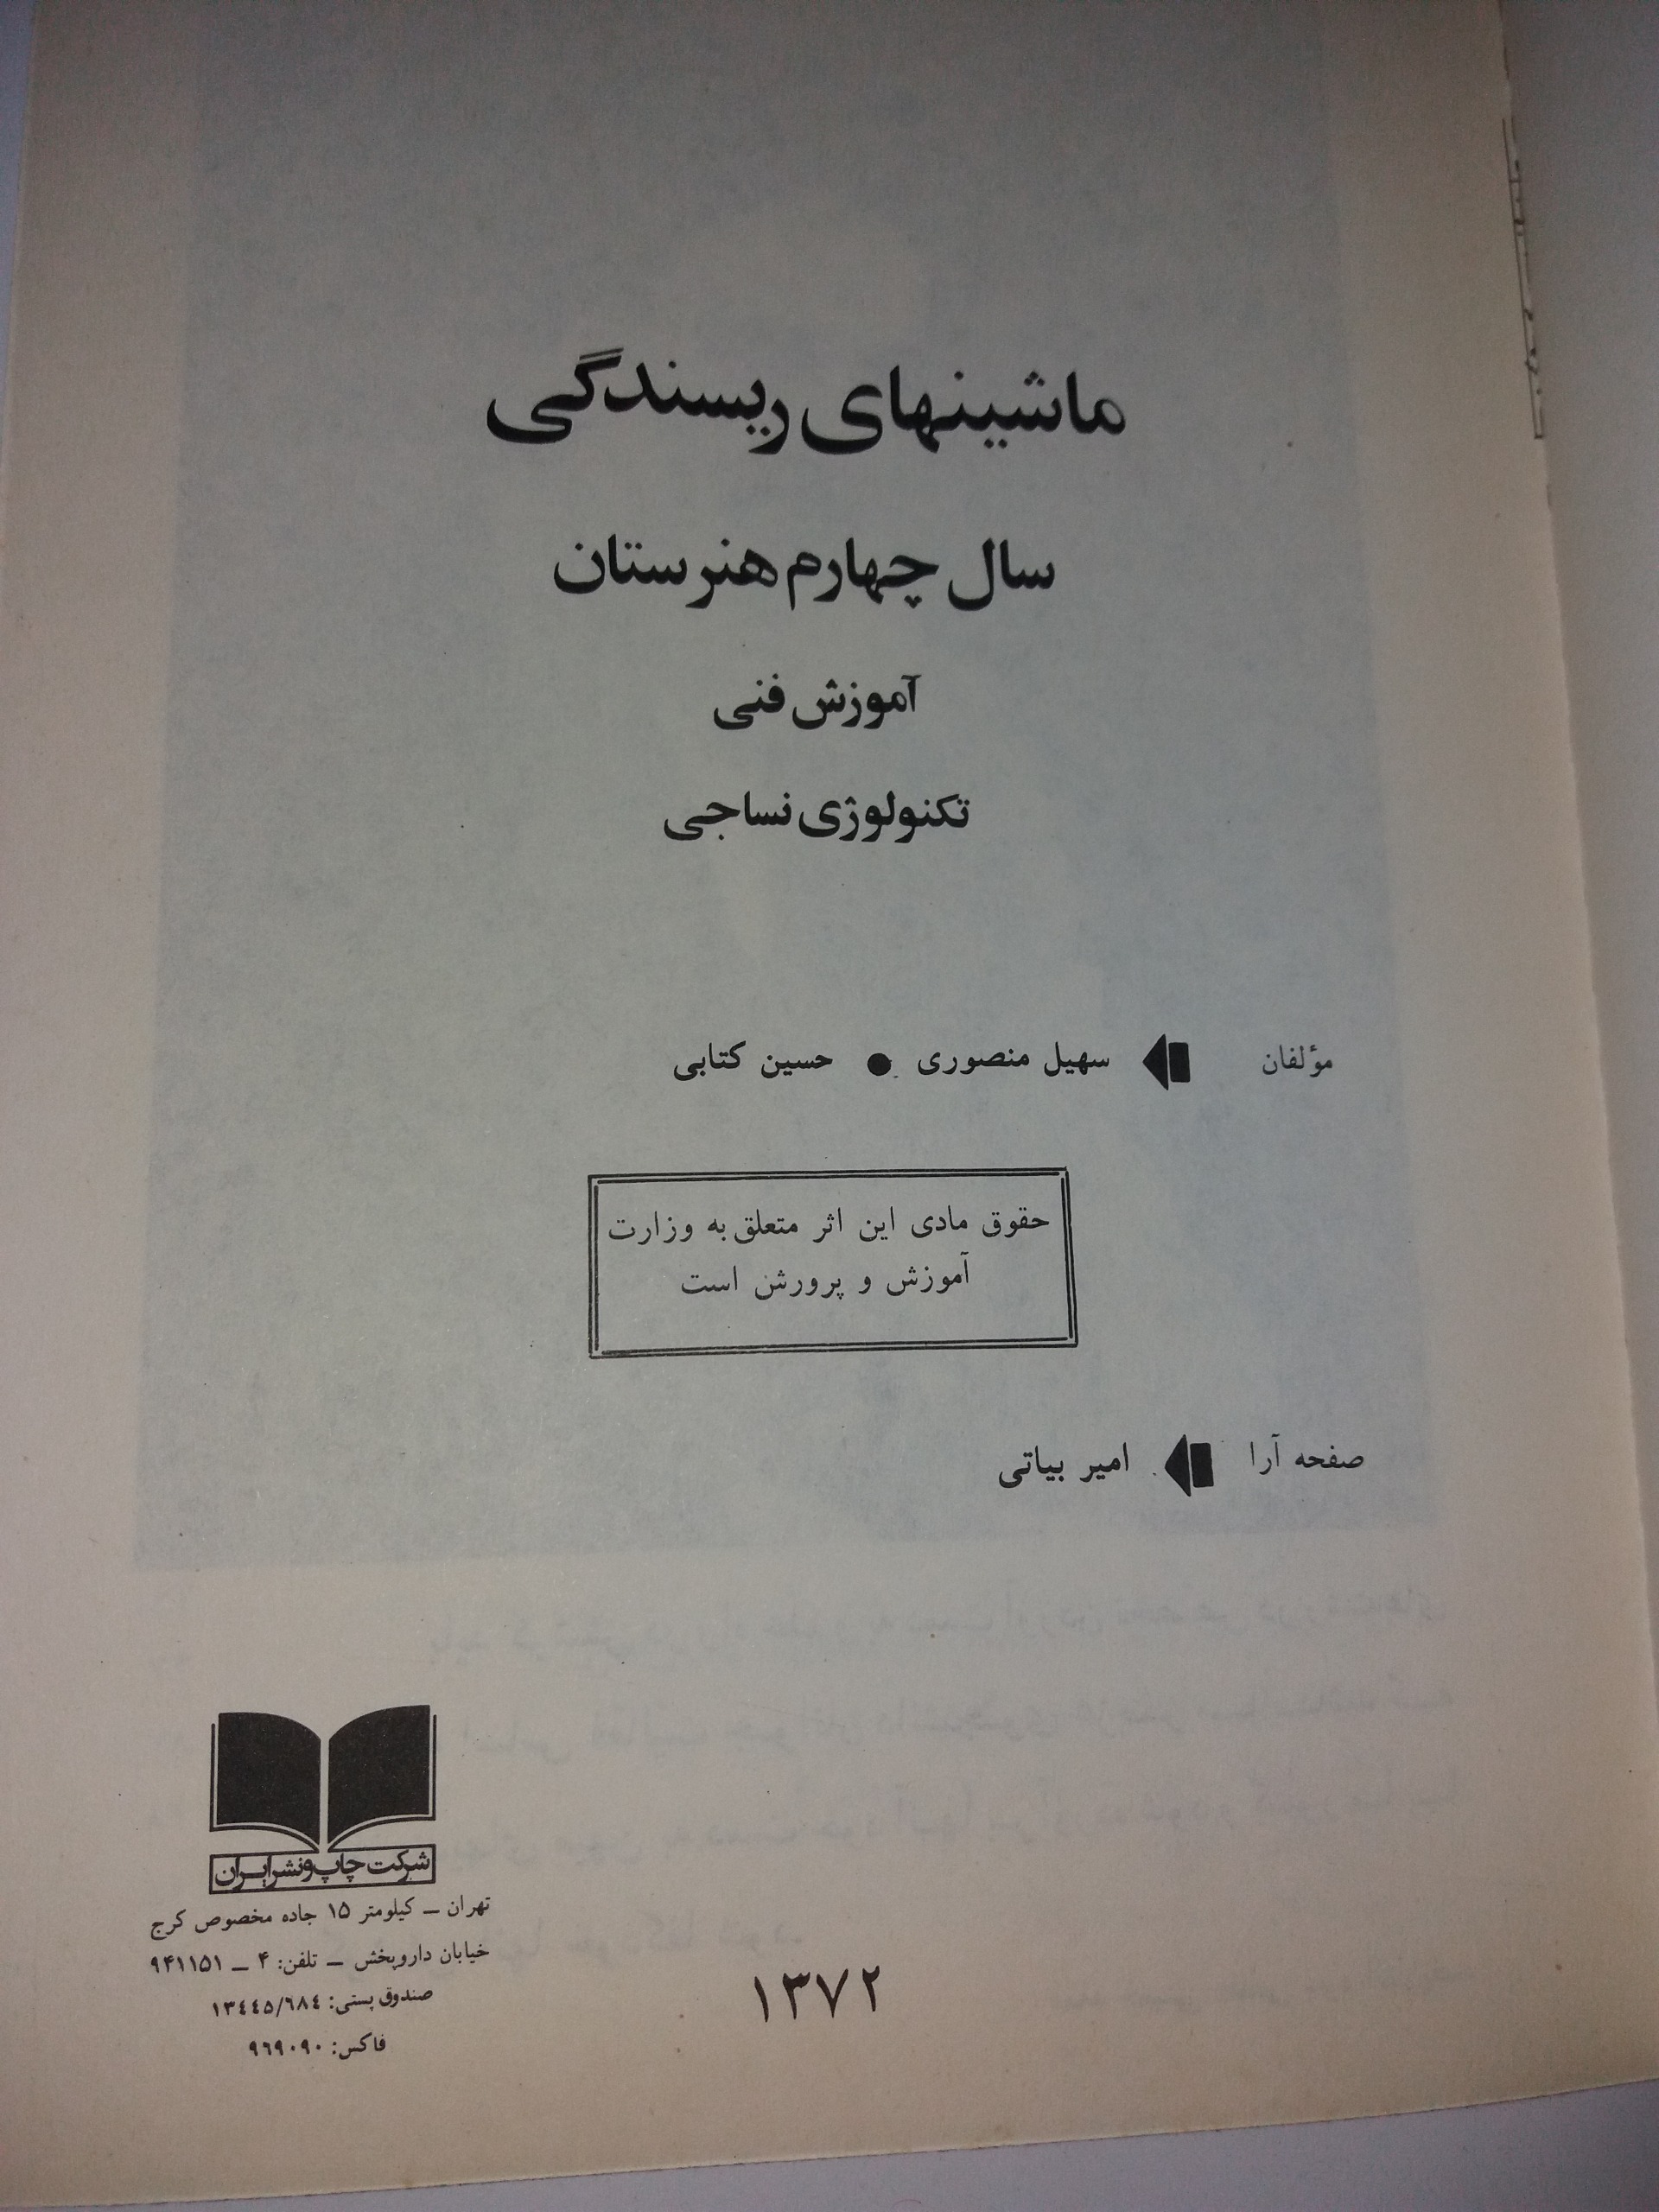 ماشینهای ریسندگی
سال چهارم هنرستان
آموزش فنی
تکنولوژی نساجی
مؤلفان سهیل منصوری ● حسین کتابی
حقوق مادی این اثر متعلق به وزارت
آموزش و پرورش است
صفحه آرا امیر بیاتی
شرکت چاپ و نشر ایران
تهران ــ کیلومتر ۱۵ جاده مخصوص کرج
خیابان داروپخش ــ تلفن: ۴ ــ ۹۴۱۱۵۱
صندوق پستی: ۱۳۴۴۵/۶۸۴
فاکس: ۹۶۹۰۹۰
۱۳۷۲